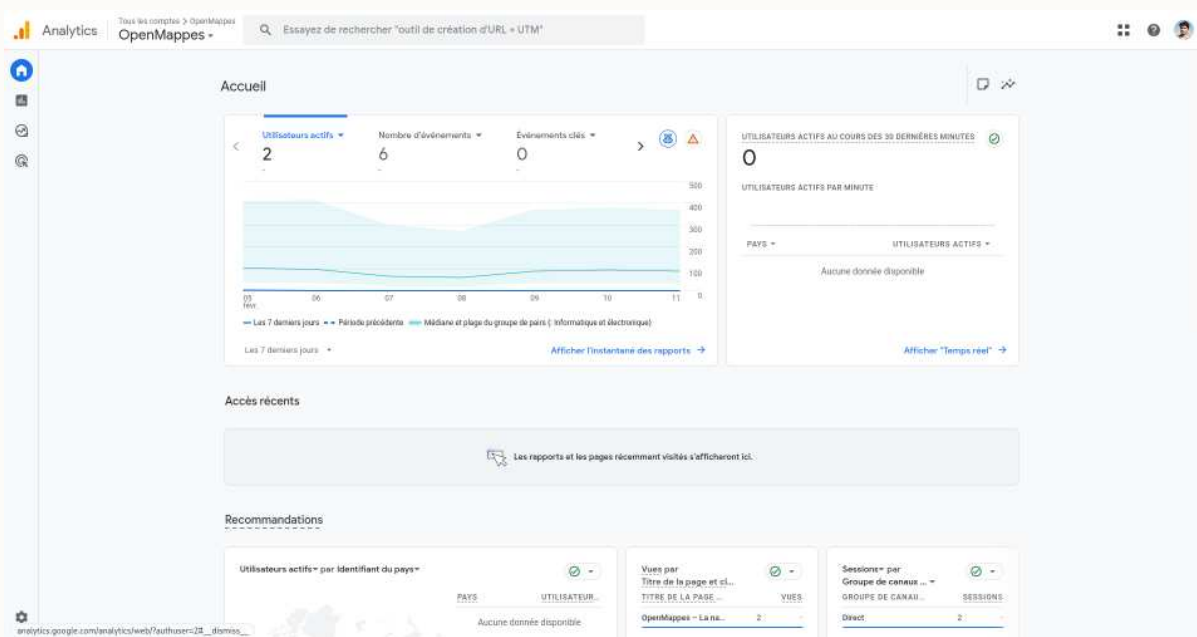 Analytics
Tous les comptes > OpenMappes
OpenMappes
Essayez de rechercher "outil de création d'URL + UTM"
Accueil
Utilisateurs actifs
Nombre d'événements
Événements clés
2
6
0
-
-
-
500
400
300
200
100
0
05
févr.
06
07
08
09
10
11
Les 7 derniers jours
Période précédente
Médiane et plage du groupe de pairs (: Informatique et électronique)
Les 7 derniers jours
Afficher l'instantané des rapports →
UTILISATEURS ACTIFS AU COURS DES 30 DERNIÈRES MINUTES
0
UTILISATEURS ACTIFS PAR MINUTE
PAYS
UTILISATEURS ACTIFS
Aucune donnée disponible
Afficher "Temps réel" →
Accès récents
Les rapports et les pages récemment visités s'afficheront ici.
Recommandations
Utilisateurs actifs par Identifiant du pays
PAYS
UTILISATEUR...
Aucune donnée disponible
Vues par
Titre de la page et cl...
TITRE DE LA PAGE ...
VUES
OpenMappes – La na...
2
-
Sessions par
Groupe de canaux ...
GROUPE DE CANAU...
SESSIONS
Direct
2
-
analytics.google.com/analytics/web/?authuser=2#__dismiss__